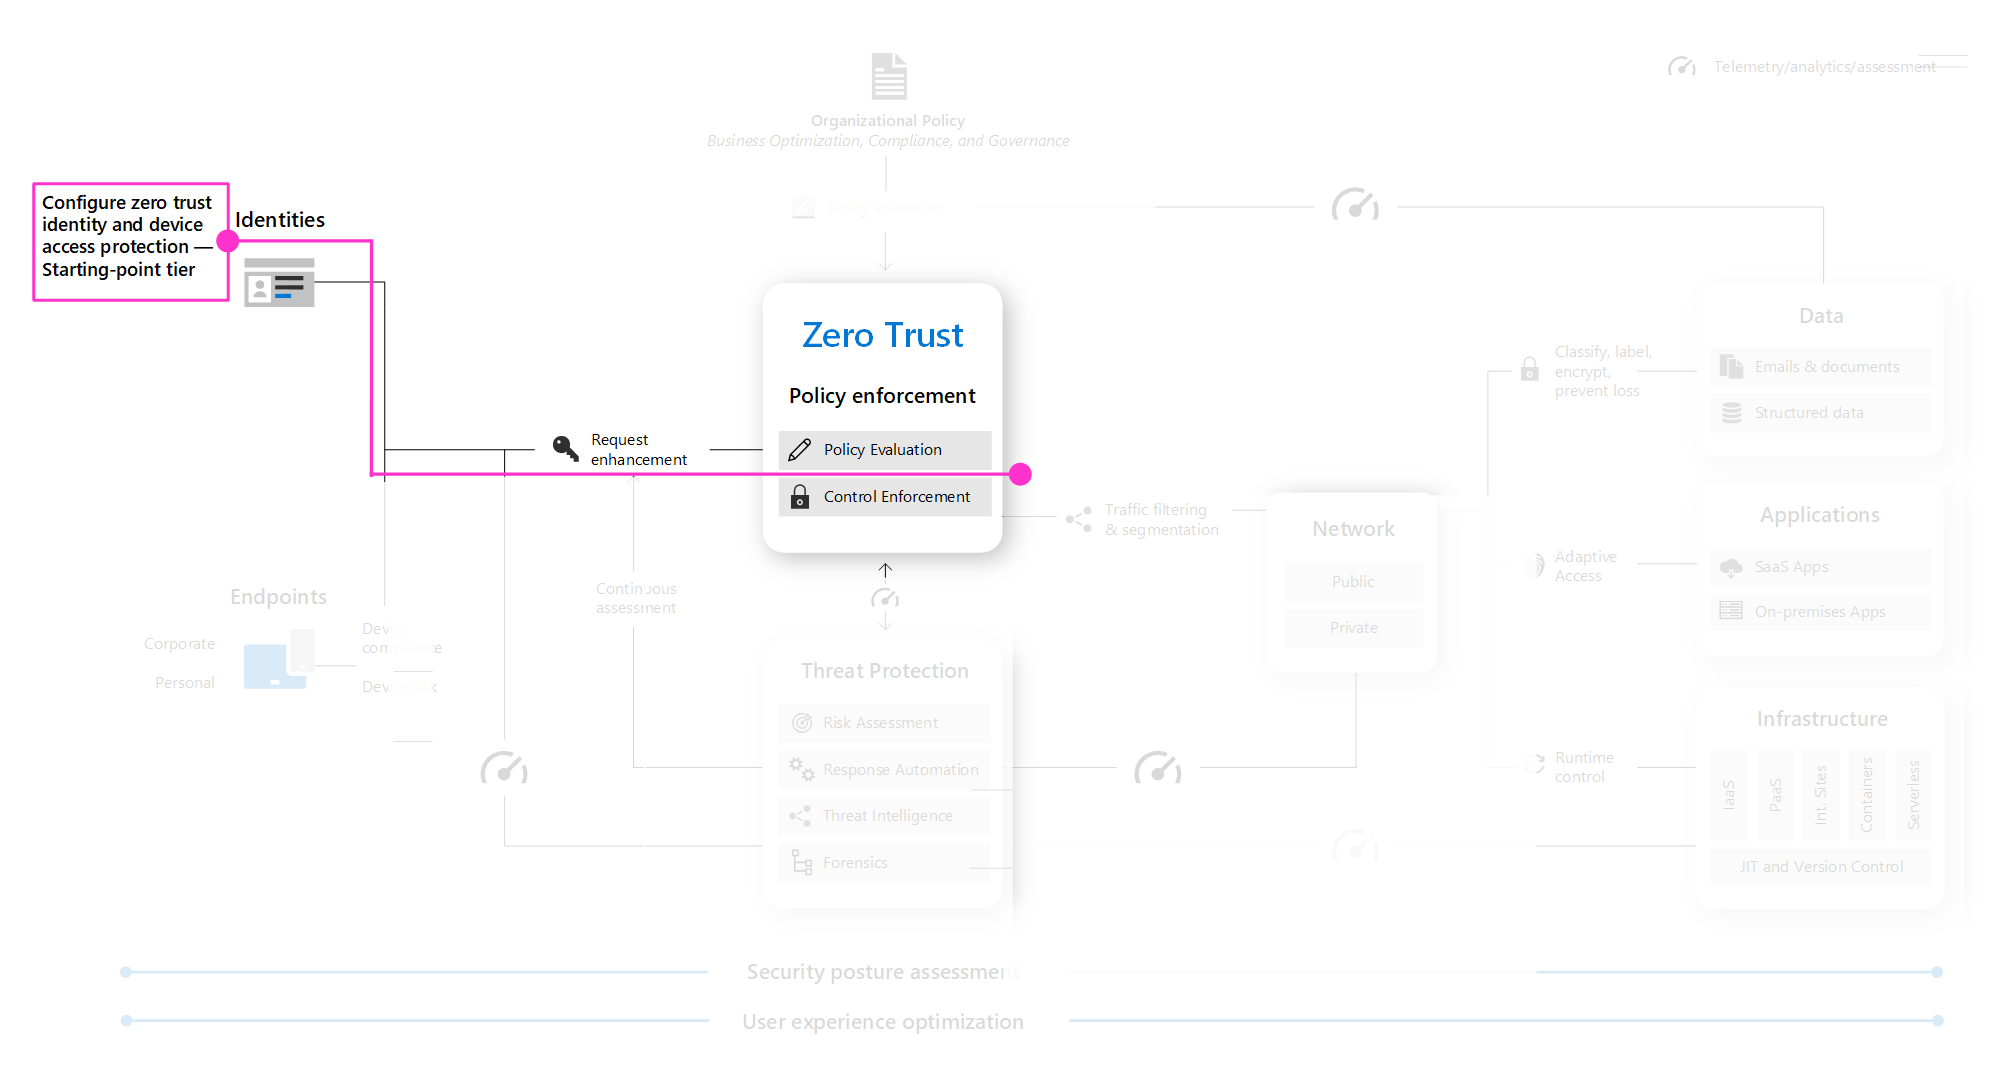 Telemetry/analytics/assessment
Organizational Policy
Business Optimization, Compliance, and Governance
Configure zero trust
identity and device
access protection —
Starting-point tier
Identities
Policy enhancem
Zero Trust
Policy enforcement
Policy Evaluation
Control Enforcement
Request
enhancement
Data
Classify, label,
encrypt,
prevent loss
Emails & documents
Structured data
Traffic filtering
& segmentation
Network
Public
Private
Applications
Adaptive
Access
SaaS Apps
On-premises Apps
Continuous
assessment
Endpoints
Corporate
Personal
Device
compliance
Device risk
Threat Protection
Risk Assessment
Response Automation
Threat Intelligence
Forensics
Infrastructure
Runtime
control
IaaS
PaaS
Int. Sites
Containers
Serverless
JIT and Version Control
Security posture assessment
User experience optimization